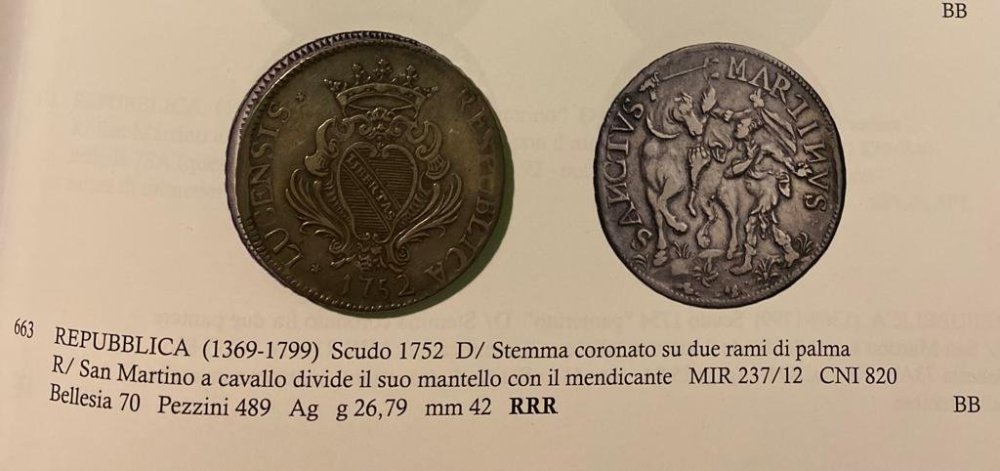 BB
LUCENSIS
RESPUBLICA
LIBERTAS
1752
SANCTVS
MARTINVS
663 REPUBBLICA (1369-1799) Scudo 1752 D/ Stemma coronato su due rami di palma
R/ San Martino a cavallo divide il suo mantello con il mendicante MIR 237/12 CNI 820
Bellesia 70 Pezzini 489 Ag g 26,79 mm 42 RRR
BB